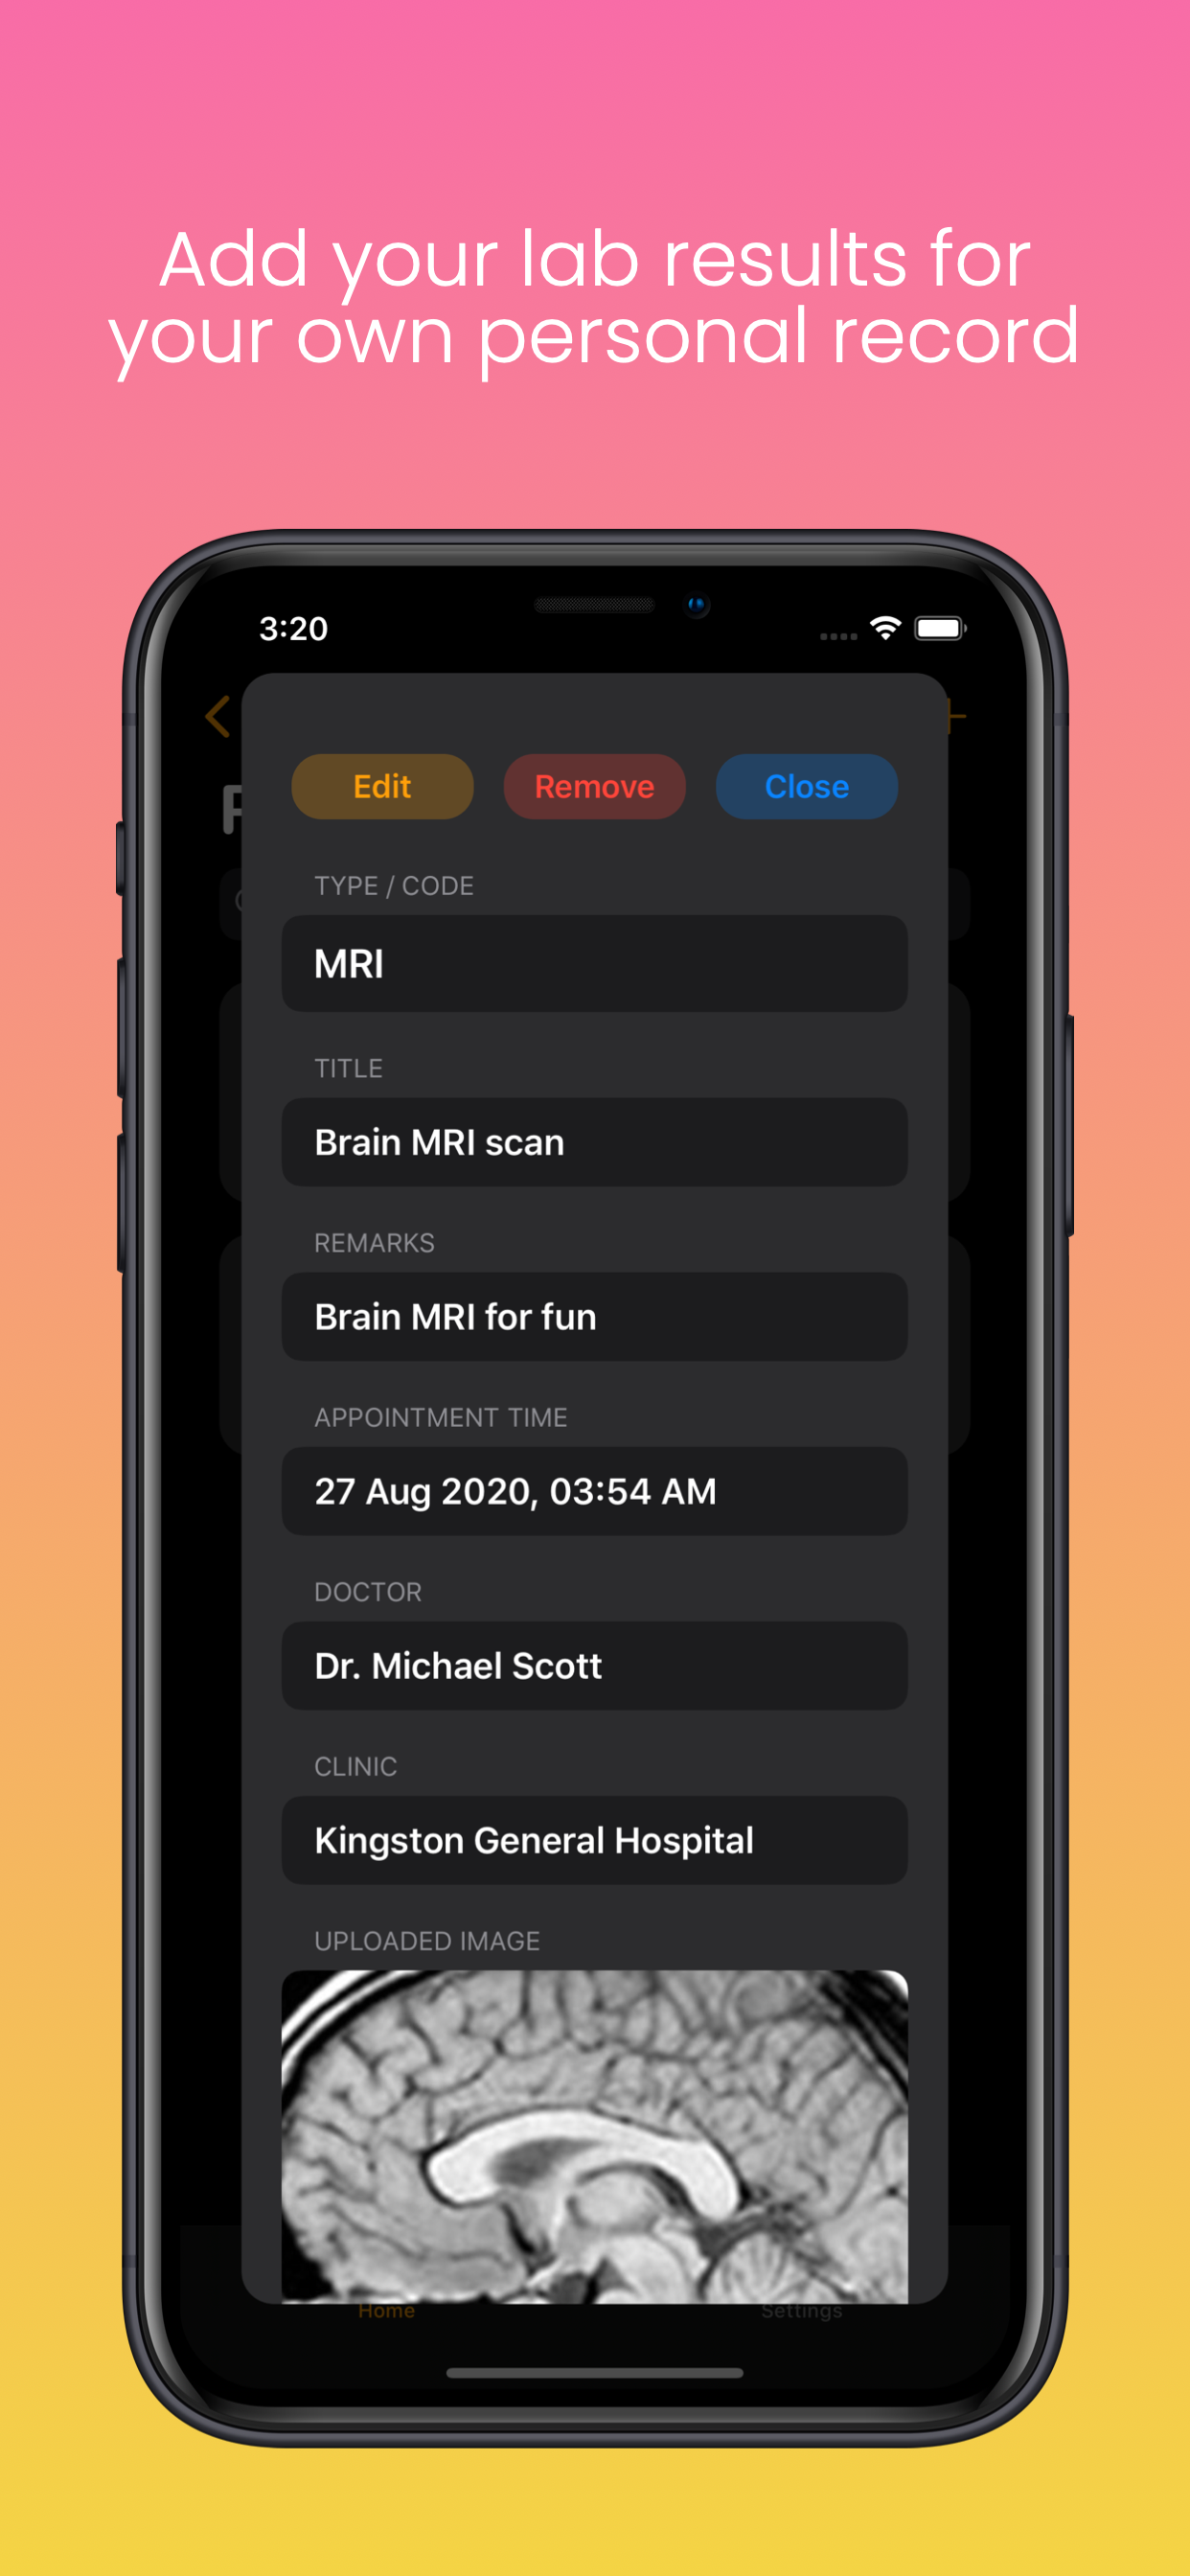 Add your lab results for
your own personal record
3:20
Edit
Remove
Close
TYPE / CODE
MRI
TITLE
Brain MRI scan
REMARKS
Brain MRI for fun
APPOINTMENT TIME
27 Aug 2020, 03:54 AM
DOCTOR
Dr. Michael Scott
CLINIC
Kingston General Hospital
UPLOADED IMAGE
Home
Settings